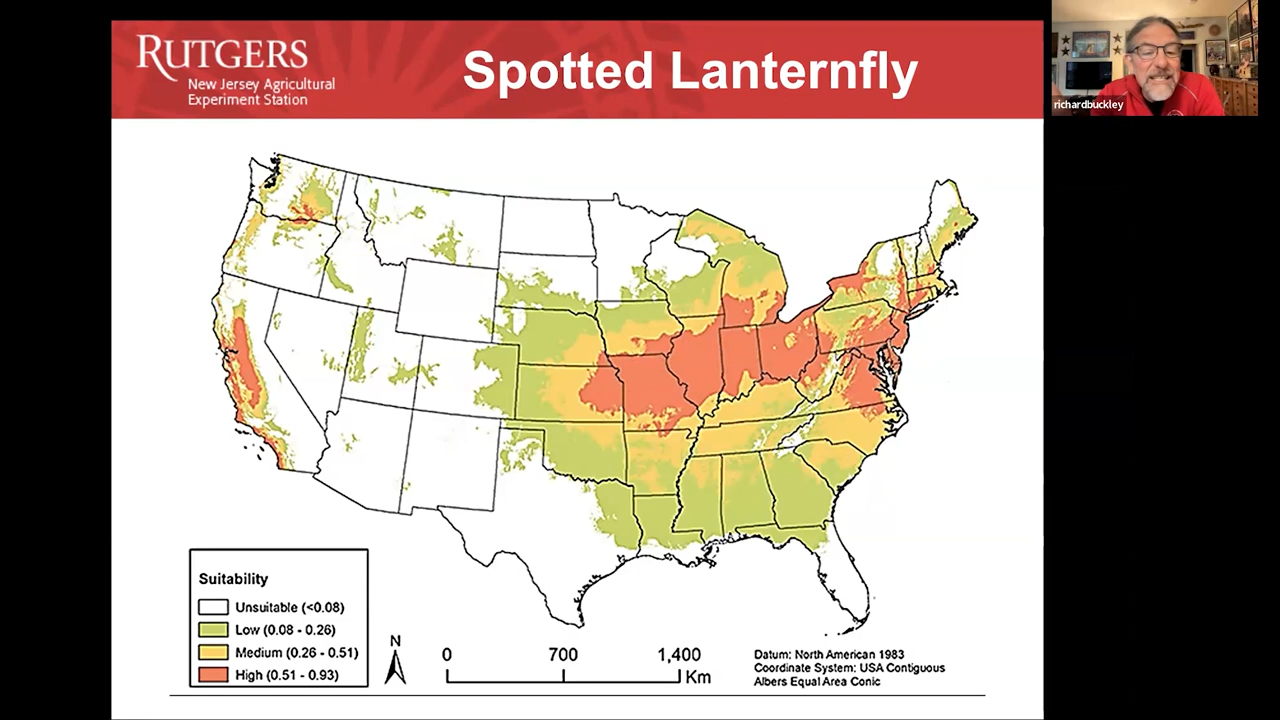 RUTGERS
New Jersey Agricultural
Experiment Station
Spotted Lanternfly
richardbuckley
Suitability
Unsuitable (<0.08)
Low (0.08 - 0.26)
Medium (0.26 - 0.51)
High (0.51 - 0.93)
N
0 700 1,400
Km
Datum: North American 1983
Coordinate System: USA Contiguous
Albers Equal Area Conic